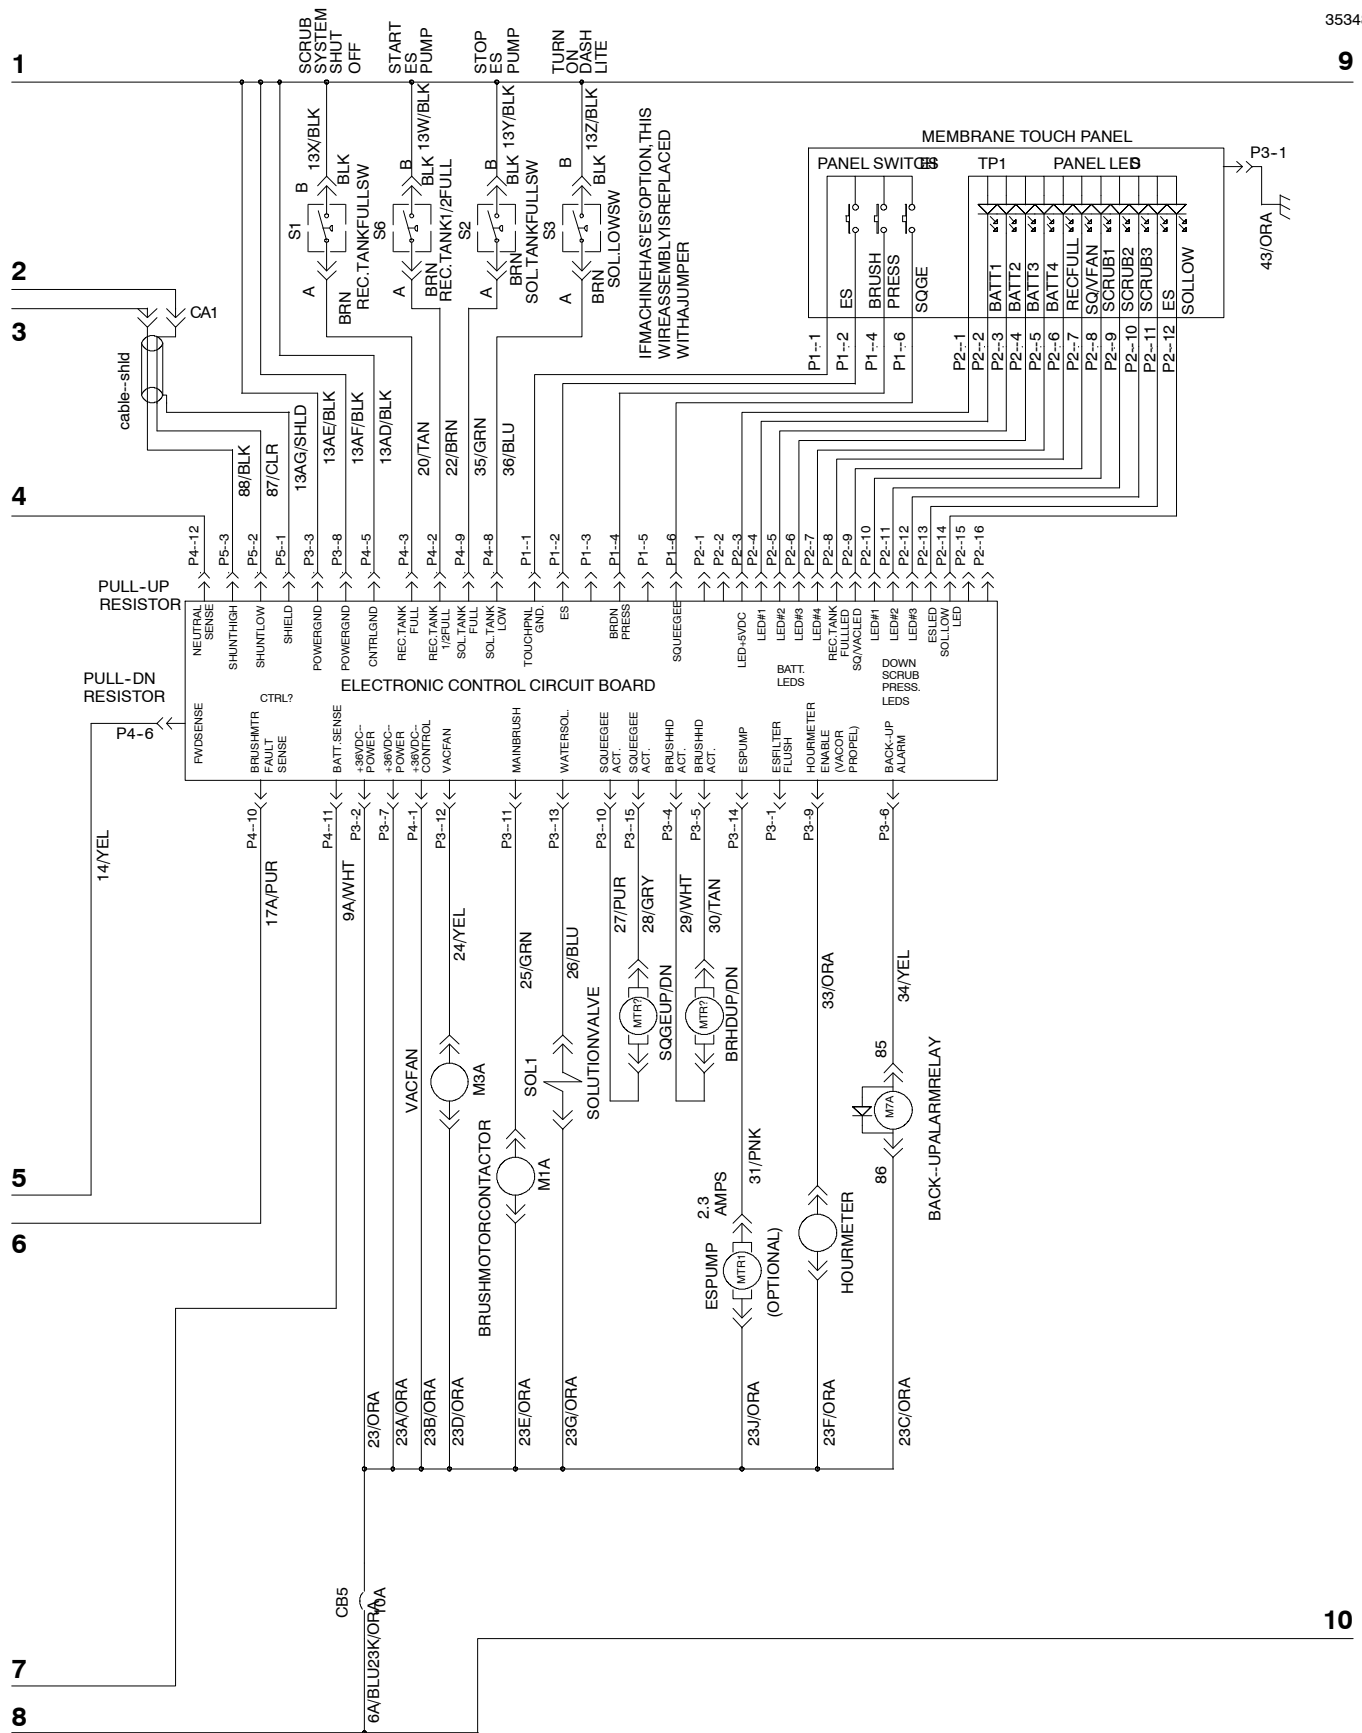 3534
1
9
SCRUB
SYSTEM
SHUT
OFF
START
ES
PUMP
STOP
ES
PUMP
TURN
ON
DASH
LITE
13X/BLK
13W/BLK
13Y/BLK
13Z/BLK
B
BLK
B
BLK
B
BLK
B
BLK
S1
S6
S2
S3
REC.TANKFULLSW
REC.TANK1/2FULL
SOL.TANKFULLSW
SOL.LOWSW
A
BRN
A
BRN
A
BRN
A
BRN
IFMACHINEHAS'ES'OPTION,THIS
WIREASSEMBLYISREPLACED
WITHAJUMPER
MEMBRANE TOUCH PANEL
PANEL SWITCHES
TP1
PANEL LEDS
P3-1
43/ORA
ES
BRUSH
PRESS
SQGE
BATT1
BATT2
BATT3
BATT4
RECFULL
SQ/VFAN
SCRUB1
SCRUB2
SCRUB3
ES
SOLLOW
P1--1
P1--2
P1--4
P1--6
P2--1
P2--2
P2--3
P2--4
P2--5
P2--6
P2--7
P2--8
P2--9
P2--10
P2--11
P2--12
2
CA1
3
cable--shld
88/BLK
87/CLR
13AG/SHLD
13AE/BLK
13AF/BLK
13AD/BLK
20/TAN
22/BRN
35/GRN
36/BLU
4
P4--12
P5--3
P5--2
P5--1
P3--3
P3--8
P4--5
P4--3
P4--2
P4--9
P4--8
P1--1
P1--2
P1--3
P1--4
P1--5
P1--6
P2--1
P2--2
P2--3
P2--4
P2--5
P2--6
P2--7
P2--8
P2--9
P2--10
P2--11
P2--12
P2--13
P2--14
P2--15
P2--16
PULL-UP
RESISTOR
NEUTRAL
SENSE
SHUNTHIGH
SHUNTLOW
SHIELD
POWERGND
POWERGND
CNTRLGND
REC.TANK
FULL
REC.TANK
1/2FULL
SOL.TANK
FULL
SOL.TANK
LOW
TOUCHPNL
GND.
ES
BRDN
PRESS
SQUEEGEE
LED+5VDC
LED#1
LED#2
LED#3
LED#4
REC.TANK
FULLLED
SQ/VACLED
LED#1
LED#2
LED#3
ESLED
SOL.LOW
LED
BATT.
LEDS
DOWN
SCRUB
PRESS.
LEDS
PULL-DN
RESISTOR
P4-6
CTRL?
ELECTRONIC CONTROL CIRCUIT BOARD
FWDSENSE
BRUSHMTR
FAULT
SENSE
BATT.SENSE
+36VDC--
POWER
+36VDC--
POWER
+36VDC--
CONTROL
VACFAN
MAINBRUSH
WATERSOL.
SQUEEGEE
ACT.
SQUEEGEE
ACT.
BRUSHHD
ACT.
BRUSHHD
ACT.
ESPUMP
ESFILTER
FLUSH
HOURMETER
ENABLE
(VACOR
PROPEL)
BACK--UP
ALARM
P4--10
P4--11
P3--2
P3--7
P4--1
P3--12
P3--11
P3--13
P3--10
P3--15
P3--4
P3--5
P3--14
P3--1
P3--9
P3--6
14/YEL
17A/PUR
9A/WHT
24/YEL
25/GRN
26/BLU
27/PUR
28/GRY
29/WHT
30/TAN
33/ORA
34/YEL
MTR?
SQGEUP/DN
MTR?
BRHDUP/DN
VACFAN
M3A
SOL1
SOLUTIONVALVE
85
M7A
86
BACK--UPALARMRELAY
BRUSHMOTORCONTACTOR
M1A
31/PNK
2.3
AMPS
ESPUMP
MTR1
(OPTIONAL)
HOURMETER
5
6
23/ORA
23A/ORA
23B/ORA
23D/ORA
23E/ORA
23G/ORA
23J/ORA
23F/ORA
23C/ORA
CB5
10A
6A/BLU23K/ORA
10
7
8